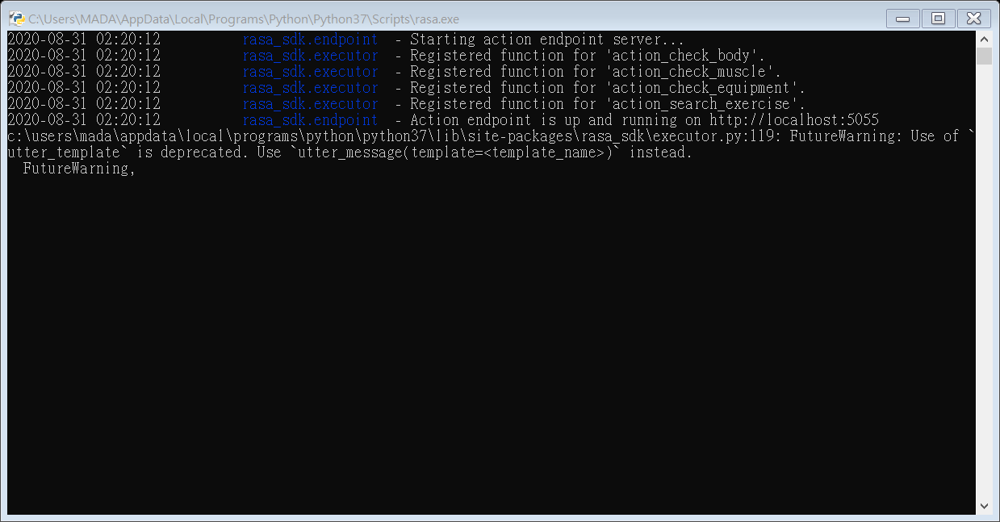 C:\Users\MADA\AppData\Local\Programs\Python\Python37\Scripts\rasa.exe
2020-08-31 02:20:12 rasa_sdk.endpoint - Starting action endpoint server...
2020-08-31 02:20:12 rasa_sdk.executor - Registered function for 'action_check_body'.
2020-08-31 02:20:12 rasa_sdk.executor - Registered function for 'action_check_muscle'.
2020-08-31 02:20:12 rasa_sdk.executor - Registered function for 'action_check_equipment'.
2020-08-31 02:20:12 rasa_sdk.executor - Registered function for 'action_search_exercise'.
2020-08-31 02:20:12 rasa_sdk.endpoint - Action endpoint is up and running on http://localhost:5055
c:\users\mada\appdata\local\programs\python\python37\lib\site-packages\rasa_sdk\executor.py:119: FutureWarning: Use of `
utter_template` is deprecated. Use `utter_message(template=<template_name>)` instead.
  FutureWarning,